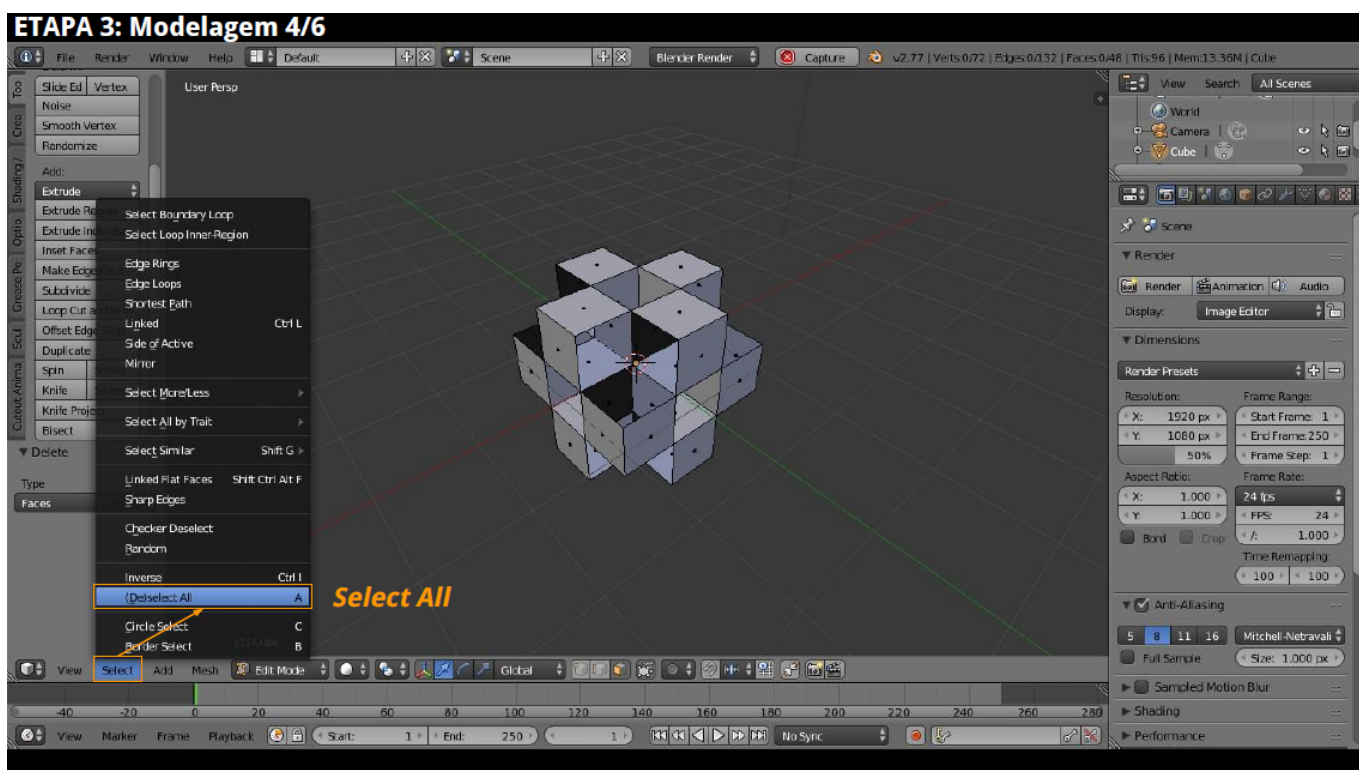 ETAPA 3: Modelagem 4/6
File Render Window Help Default Scene Blender Render Capture v2.77 | Verts:0/72 | Edges:0/132 | Faces:0/48 | Tris:96 | Mem:13.36M | Cube
Slide Ed Vertex
Noise
Smooth Vertex
Randomize
Add:
Extrude
Extrude
Extrude
Inset Faces
Make Edge
Subdivide
Loop Cut
Offset Edge
Duplicate
Spin
Knife
Knife
Bisect
Delete
Type
Faces
User Persp
Select Boundary Loop
Select Loop Inner-Region
Edge Rings
Edge Loops
Shortest Path
Linked Ctrl L
Side of Active
Mirror
Select More/Less
Select All by Trait
Select Similar Shift G
Linked Flat Faces Shift Ctrl Alt F
Sharp Edges
Checker Deselect
Random
Inverse Ctrl I
(De)select All A
Circle Select C
Border Select B
Select All
View Select Add Mesh Edit Mode Global
-40 -20 0 20 40 60 80 100 120 140 160 180 200 220 240 260 280
View Marker Frame Playback Start: 1 End: 250 1 No Sync
View Search All Scenes
World
Camera
Cube
Scene
Render
Render Animation Audio
Display: Image Editor
Dimensions
Render Presets
Resolution: Frame Range:
X: 1920 px Start Frame: 1
Y: 1080 px End Frame: 250
50% Frame Step: 1
Aspect Ratio: Frame Rate:
X: 1.000 24 fps
Y: 1.000 FPS: 24
Bord Crop /: 1.000
Time Remapping:
100 100
Anti-Aliasing
5 8 11 16 Mitchell-Netravali
Full Sample Size: 1.000 px
Sampled Motion Blur
Shading
Performance